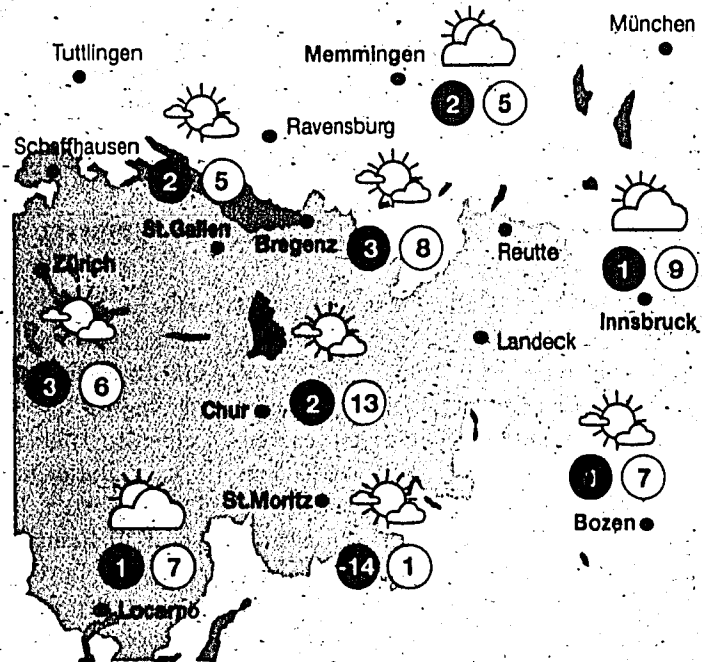 München
Tuttlingen
Memmingen
2 5
Ravensburg
Schaffhausen
2 5
St.Gallen
Bregenz
3 8
Reutte
1 9
Zürich
Innsbruck
Landeck
3 6
Chur
2 13
7
St.Moritz
Bozen
1 7
-14 1
Locarno